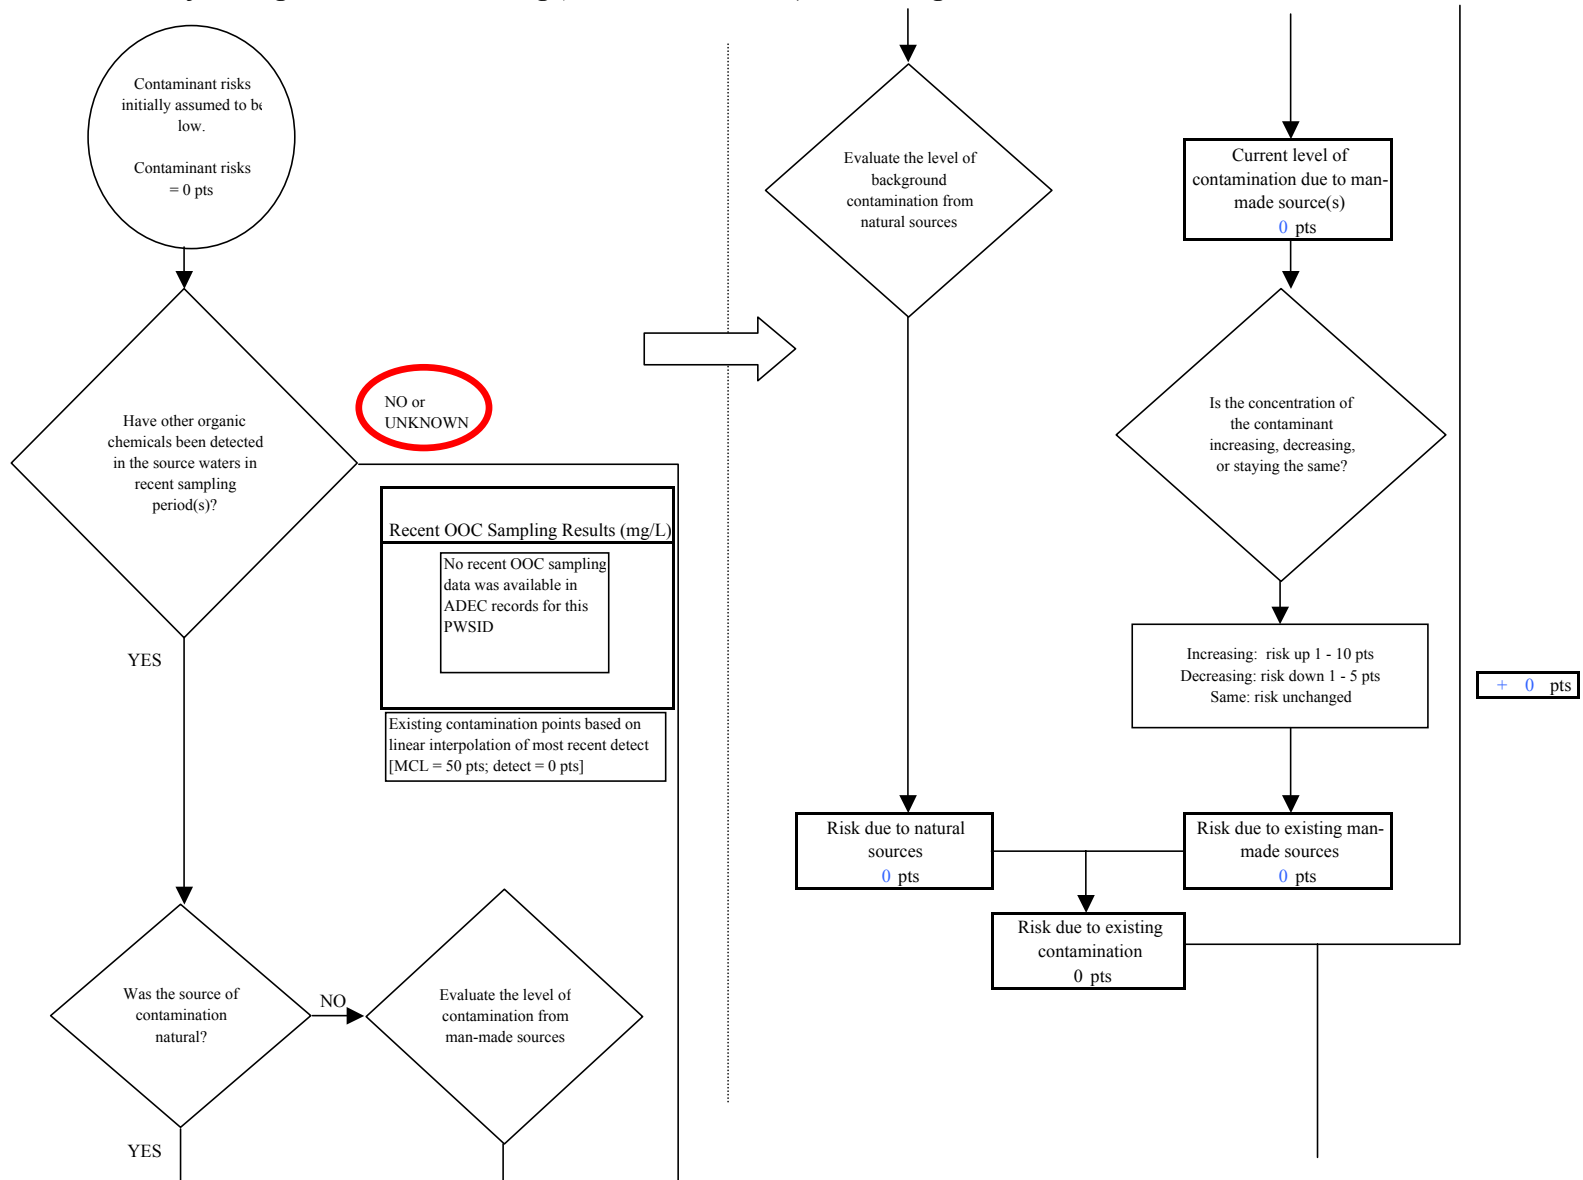 Contaminant risks
initially assumed to be
low.
Contaminant risks
= 0 pts
Have other organic
chemicals been detected
in the source waters in
recent sampling
period(s)?
NO or
UNKNOWN
Recent OOC Sampling Results (mg/L)
No recent OOC sampling
data was available in
ADEC records for this
PWSID
Existing contamination points based on
linear interpolation of most recent detect
[MCL = 50 pts; detect = 0 pts]
YES
Was the source of
contamination
natural?
NO
Evaluate the level of
contamination from
man-made sources
YES
Evaluate the level of
background
contamination from
natural sources
Current level of
contamination due to man-
made source(s)
0 pts
Is the concentration of
the contaminant
increasing, decreasing,
or staying the same?
Increasing: risk up 1 - 10 pts
Decreasing: risk down 1 - 5 pts
Same: risk unchanged
+ 0 pts
Risk due to natural
sources
0 pts
Risk due to existing man-
made sources
0 pts
Risk due to existing
contamination
0 pts